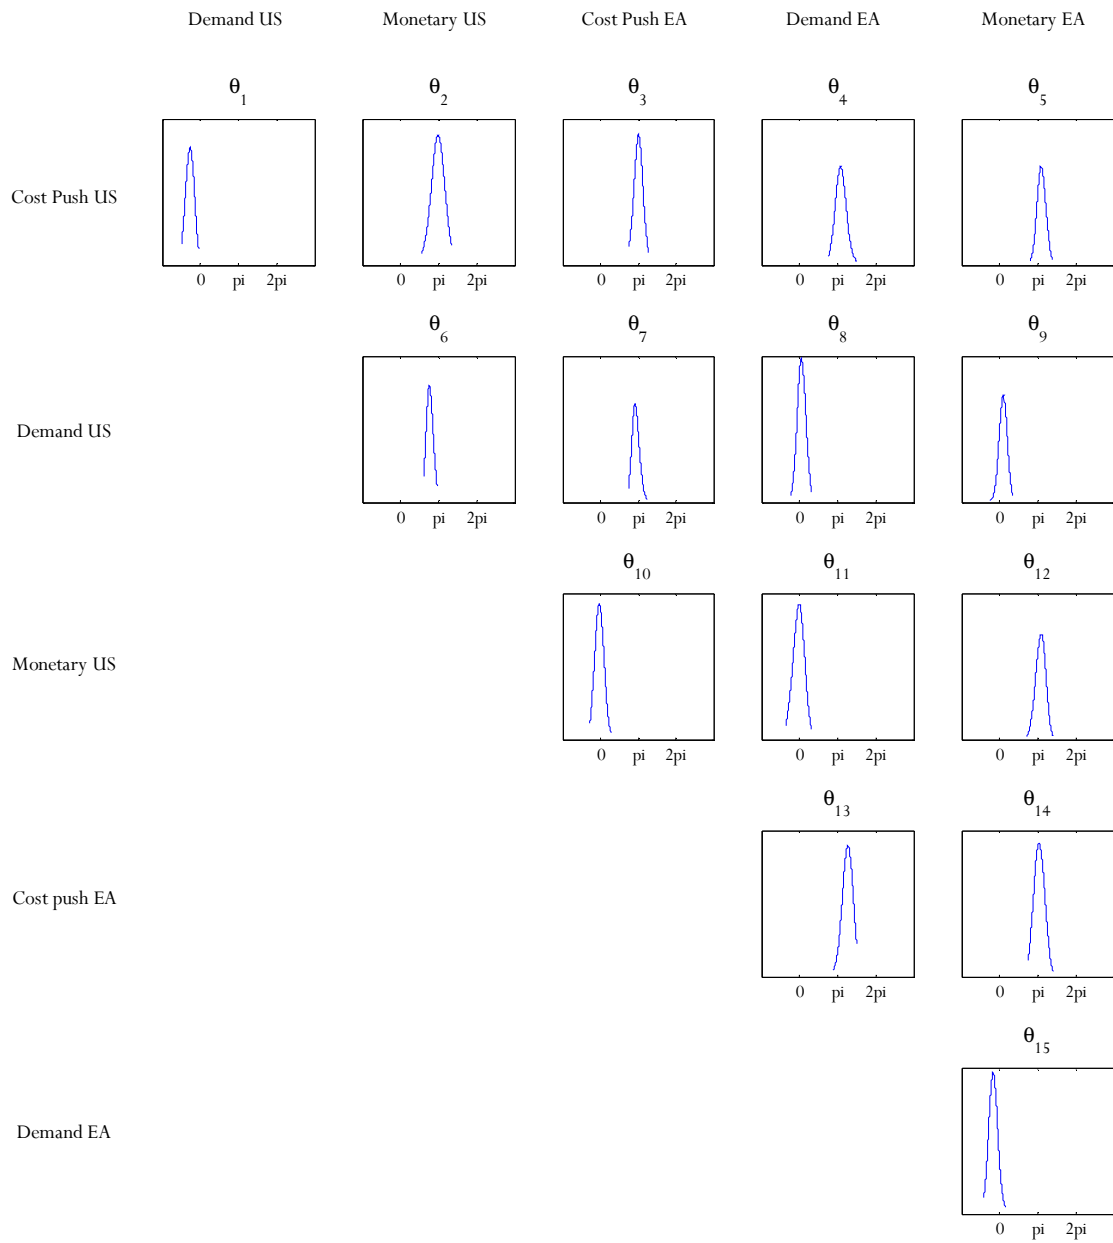 Demand US Monetary US Cost Push EA Demand EA Monetary EA
θ1 θ2 θ3 θ4 θ5
Cost Push US
0 pi 2pi 0 pi 2pi 0 pi 2pi 0 pi 2pi 0 pi 2pi
θ6 θ7 θ8 θ9
Demand US
0 pi 2pi 0 pi 2pi 0 pi 2pi 0 pi 2pi
θ10 θ11 θ12
Monetary US
0 pi 2pi 0 pi 2pi 0 pi 2pi
θ13 θ14
Cost push EA
0 pi 2pi 0 pi 2pi
θ15
Demand EA
0 pi 2pi